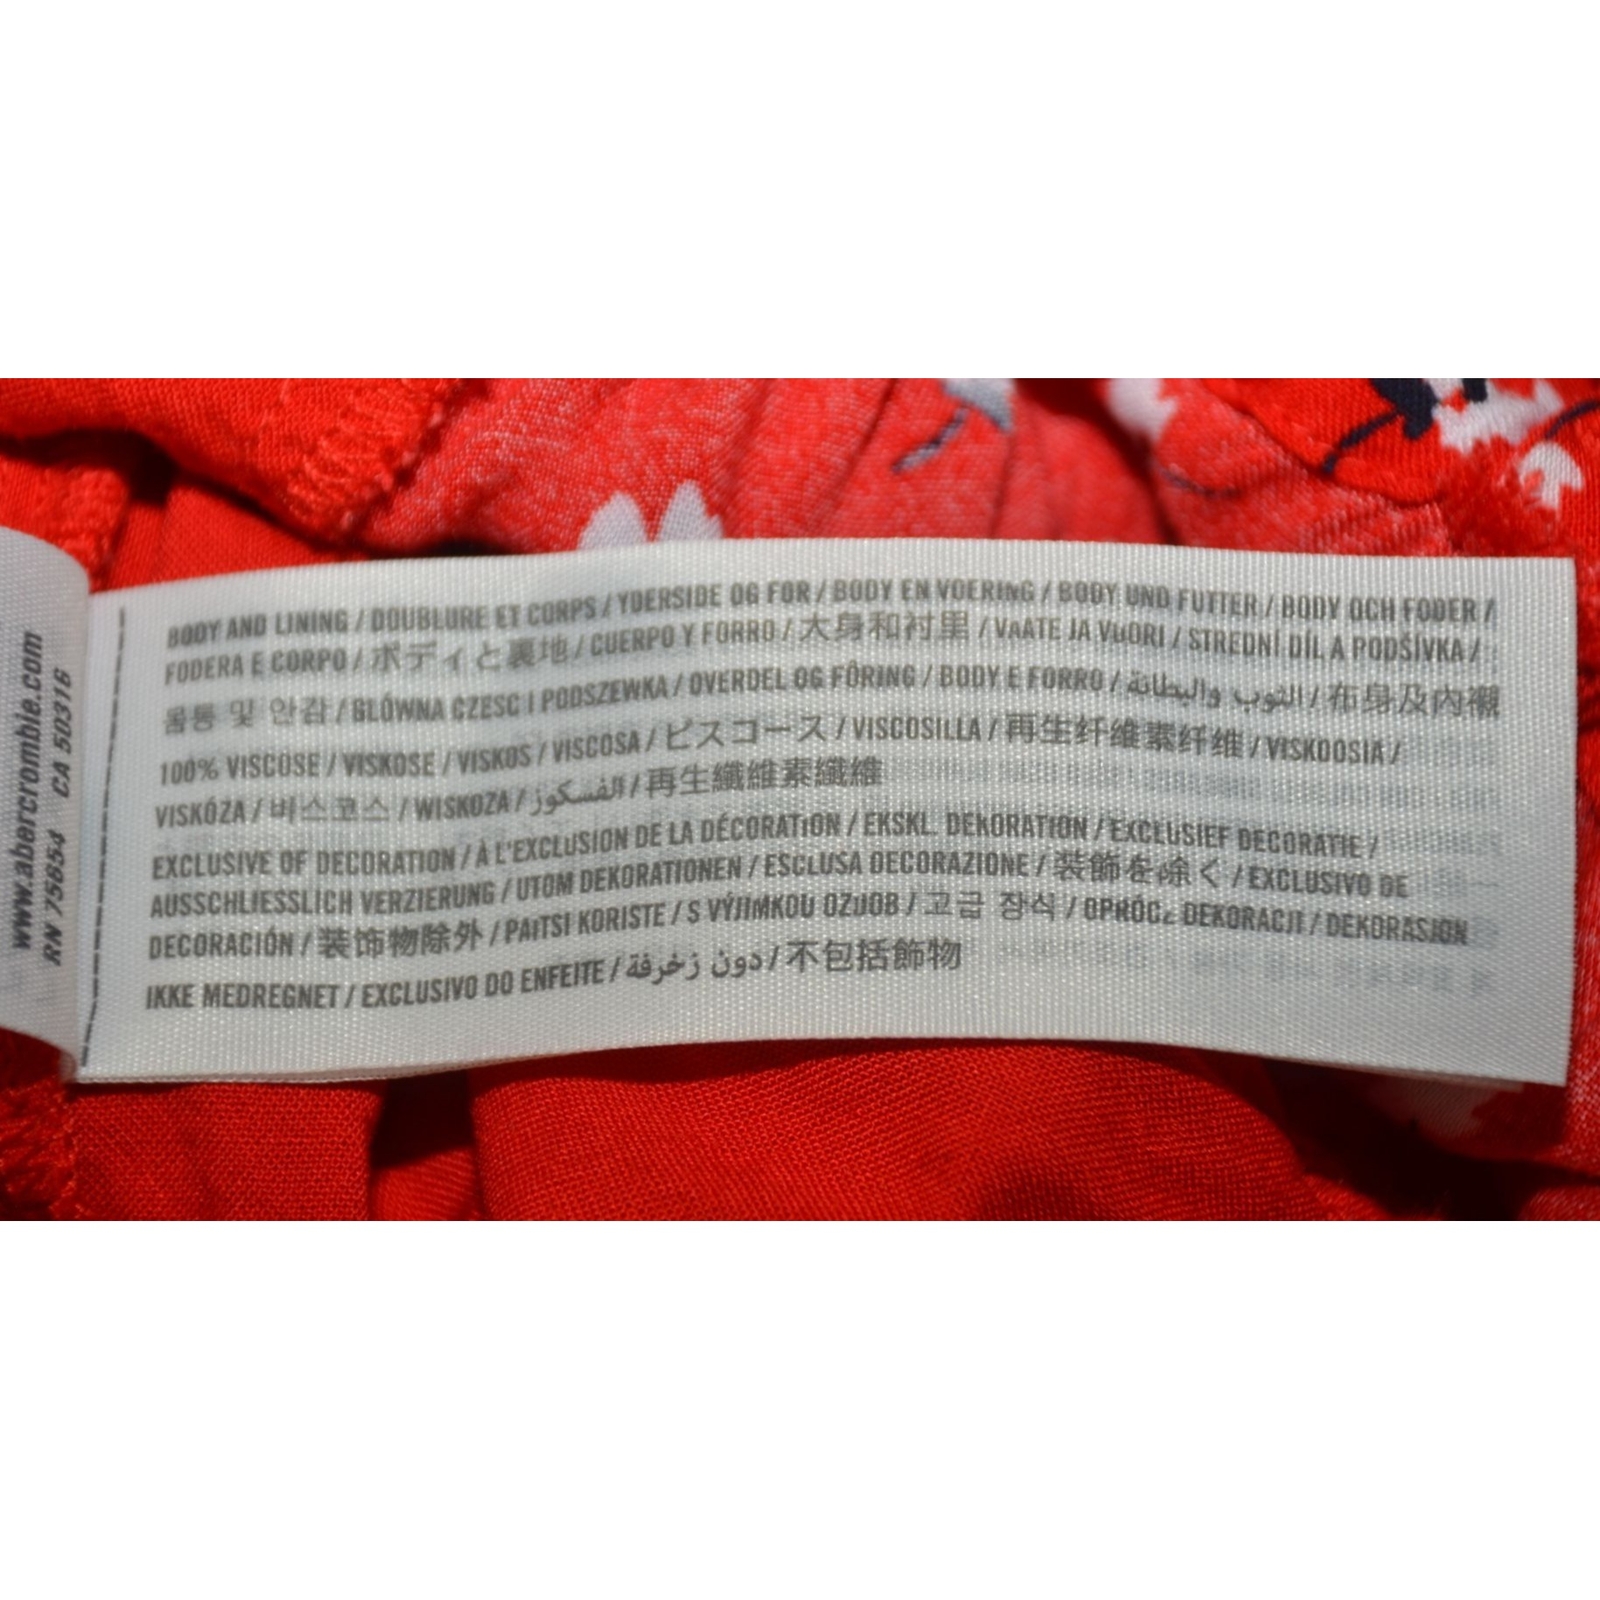 www.abercrombie.com
RN 75654 CA 50316
BODY AND LINING / DOUBLURE ET CORPS / YDERSIDE OG FOR / BODY EN VOERING / BODY UND FUTTER / BODY OCH FODER /
FODERA E CORPO / ボディと裏地 / CUERPO Y FORRO / 大身和衬里 / VAATE JA VUORI / STREDNÍ DÍL A PODŠÍVKA /
몸통 및 안감 / GLÓWNA CZESC I PODSZEWKA / OVERDEL OG FÔRING / BODY E FORRO / الثوب والبطانة / 布身及內襯
100% VISCOSE / VISKOSE / VISKOS / VISCOSA / ビスコース / VISCOSILLA / 再生纤维素纤维 / VISKOOSIA /
VISKÓZA / 비스코스 / WISKOZA / الفسكوز / 再生纖維素纖維
EXCLUSIVE OF DECORATION / À L'EXCLUSION DE LA DÉCORATION / EKSKL. DEKORATION / EXCLUSIEF DECORATIE /
AUSSCHLIESSLICH VERZIERUNG / UTOM DEKORATIONEN / ESCLUSA DECORAZIONE / 装飾を除く / EXCLUSIVO DE
DECORACIÓN / 装饰物除外 / PAITSI KORISTE / S VÝJIMKOU OZDOB / 고급 장식 / OPRÓCZ DEKORACJI / DEKORASJON
IKKE MEDREGNET / EXCLUSIVO DO ENFEITE / دون زخرفة / 不包括飾物